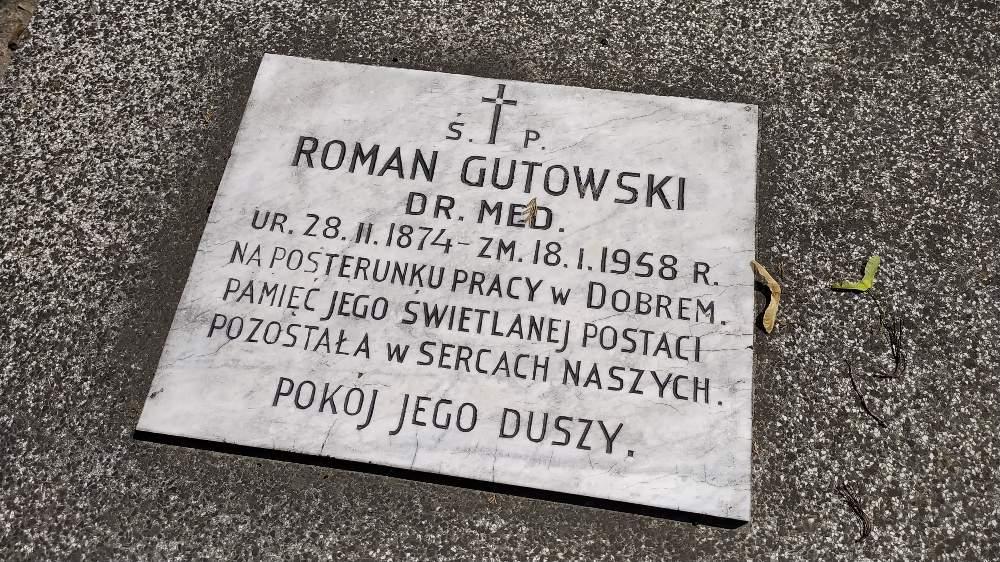 Ś. P.
ROMAN GUTOWSKI
DR. MED.
UR. 28. II. 1874 - ZM. 18. I. 1958 R.
NA POSTERUNKU PRACY W DOBREM.
PAMIĘĆ JEGO ŚWIETLANEJ POSTACI
POZOSTAŁA W SERCACH NASZYCH.
POKÓJ JEGO DUSZY.